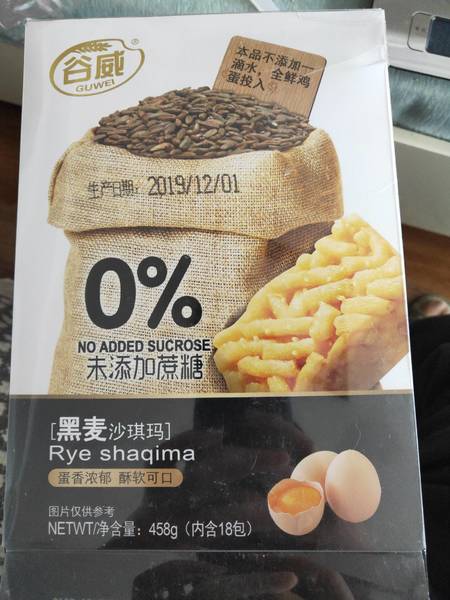 谷威
GUWEI
®
本品不添加一
滴水，全鲜鸡
蛋投入
生产日期: 2019/12/01
0%
NO ADDED SUCROSE
未添加蔗糖
[黑麦沙琪玛]
Rye shaqima
蛋香浓郁 酥软可口
图片仅供参考
NETWT/净含量: 458g（内含18包）